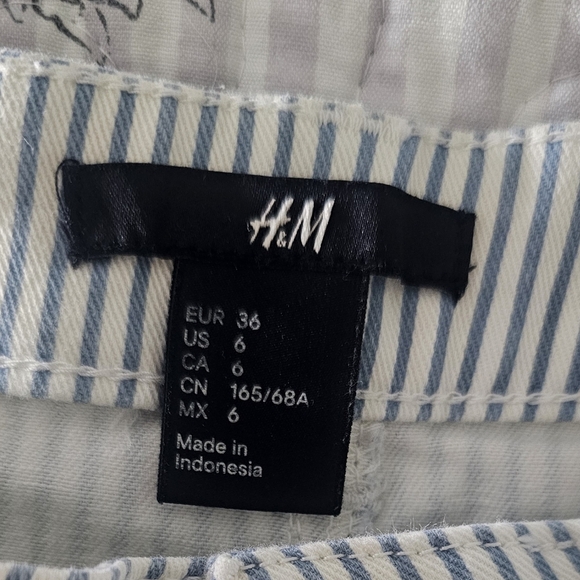 H&M
EUR 36
US 6
CA 6
CN 165/68A
MX 6
Made in
Indonesia